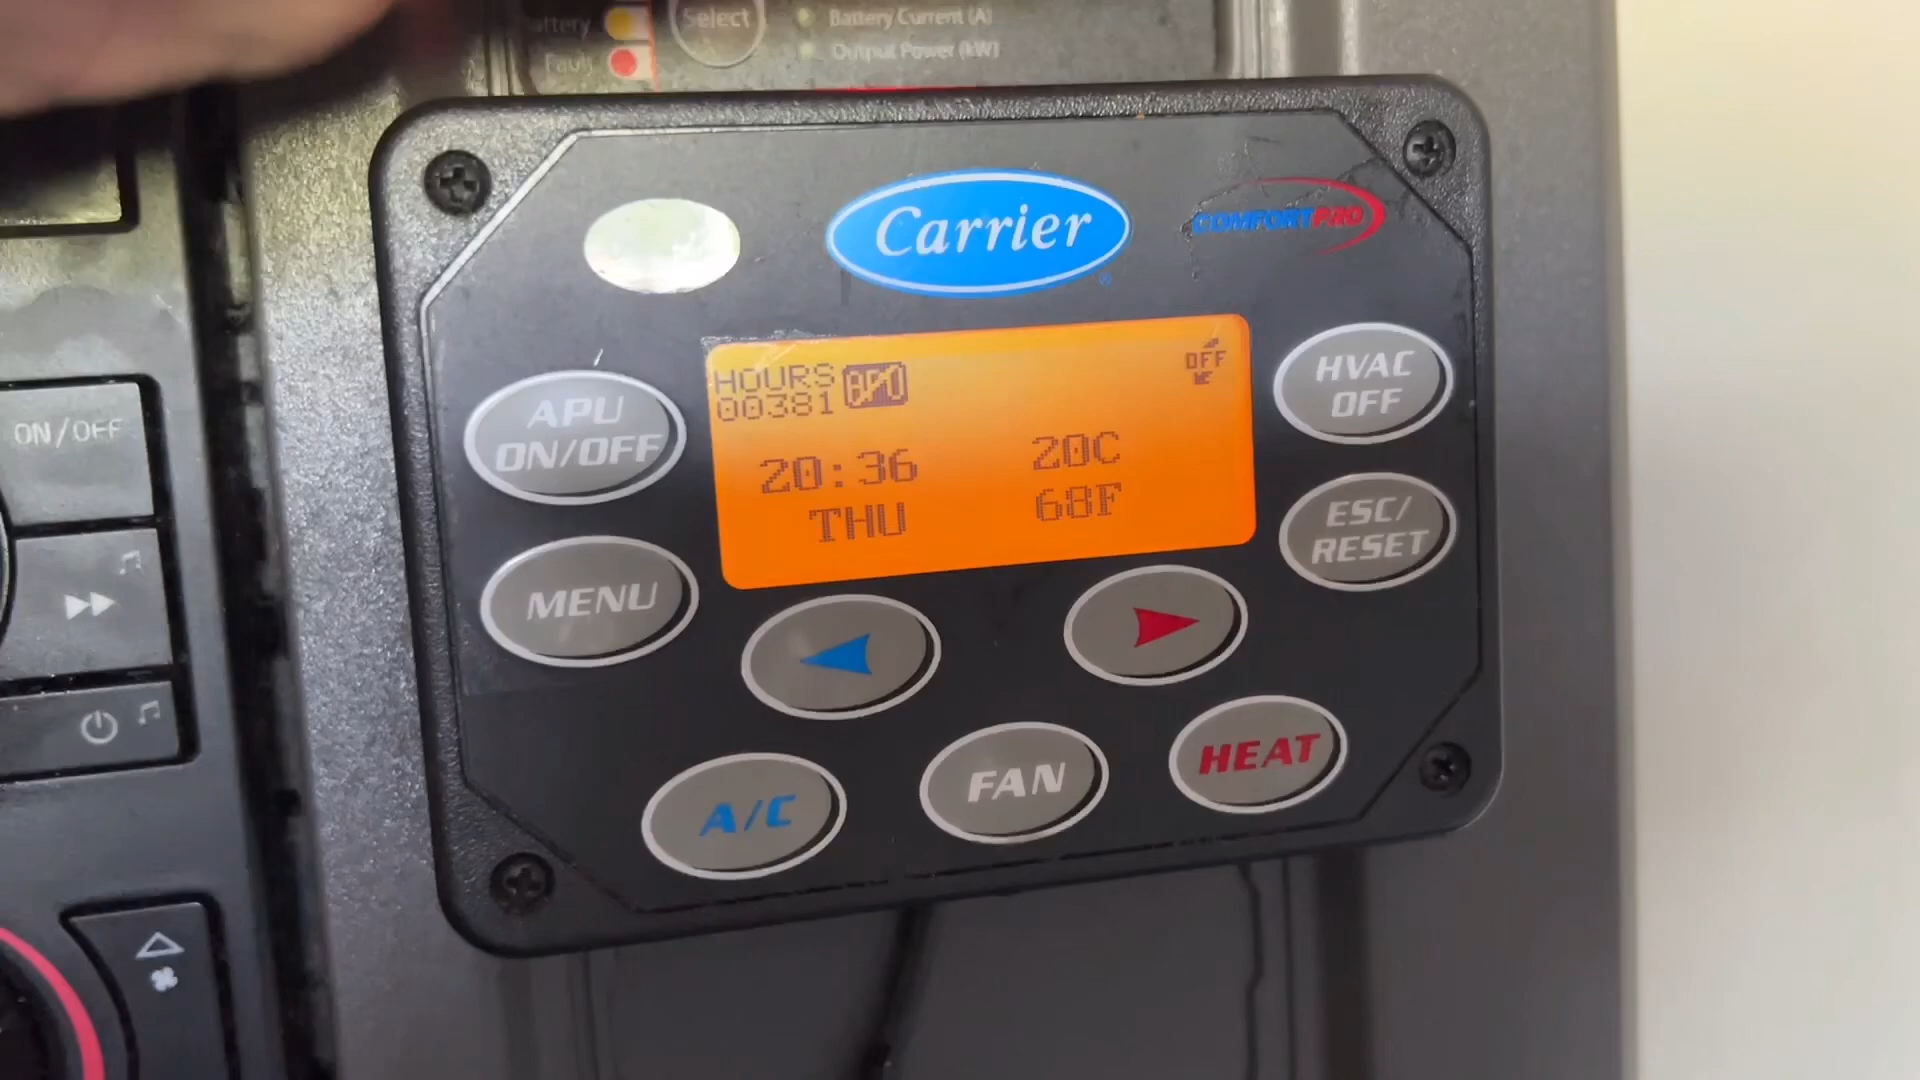 Battery
Fault
Select
Battery Current (A)
Output Power (kW)
Carrier
®
COMFORTPRO
HOURS
00381
APU
OFF
20:36
THU
20C
68F
APU
ON/OFF
MENU
HVAC
OFF
ESC/
RESET
A/C
FAN
HEAT
ON/OFF